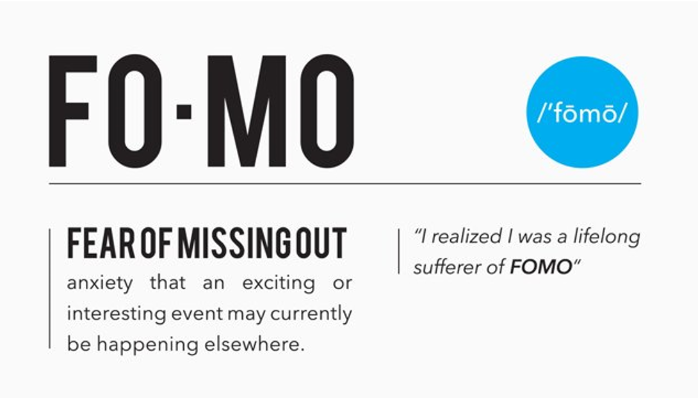 FO·MO
/'fōmō/
FEAR OF MISSING OUT
anxiety that an exciting or
interesting event may currently
be happening elsewhere.
“I realized I was a lifelong
sufferer of FOMO”